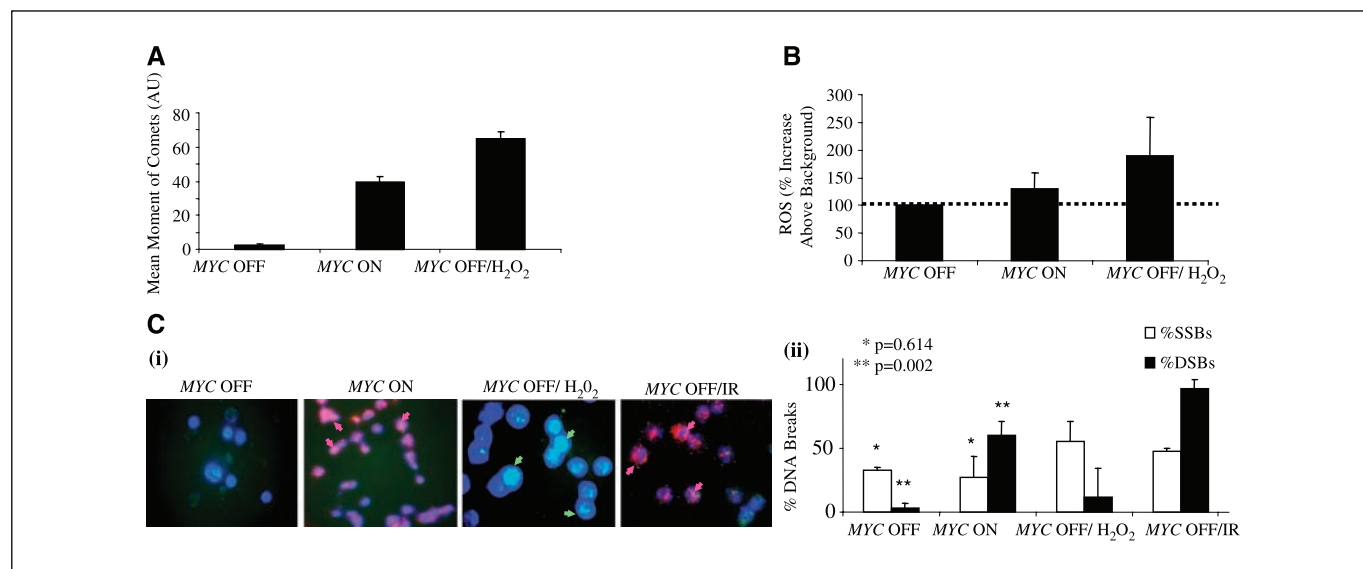 A
Mean Moment of Comets (AU)
80
60
40
20
0
MYC OFF
MYC ON
MYC OFF/H₂O₂
B
ROS (% Increase
Above Background)
300
250
200
150
100
50
0
MYC OFF
MYC ON
MYC OFF/ H₂O₂
C
(i)
MYC OFF
MYC ON
MYC OFF/ H₂0₂
MYC OFF/IR
(ii)
* p=0.614
** p=0.002
%SSBs
%DSBs
% DNA Breaks
100
50
0
*
**
*
**
MYC OFF
MYC ON
MYC OFF/ H₂O₂
MYC OFF/IR